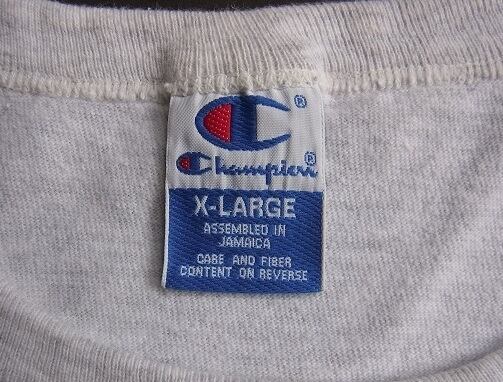 C®
Champion®
X-LARGE
ASSEMBLED IN
JAMAICA
CARE AND FIBER
CONTENT ON REVERSE